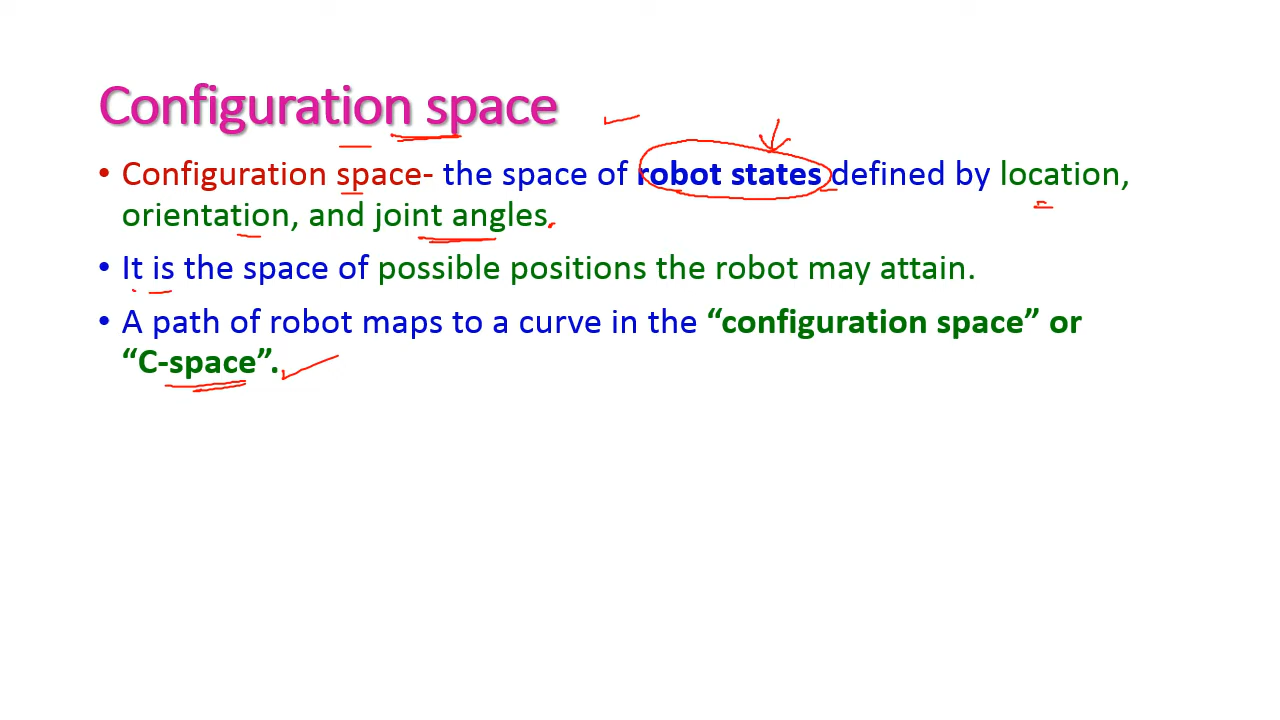 Configuration space
• Configuration space- the space of robot states defined by location,
orientation, and joint angles.
• It is the space of possible positions the robot may attain.
• A path of robot maps to a curve in the “configuration space” or
“C-space”.